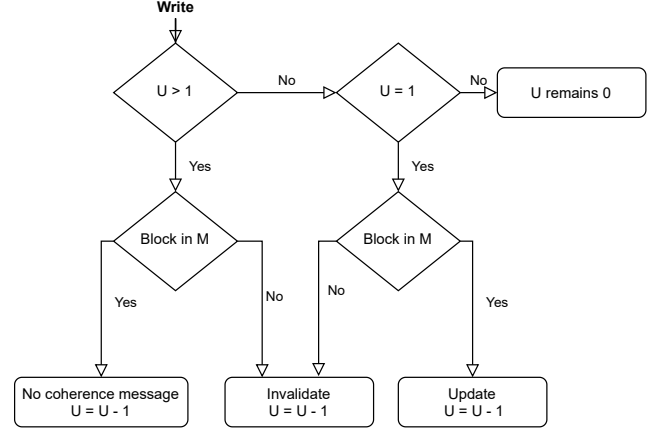 Write
U > 1
No
U = 1
No
U remains 0
Yes
Yes
Block in M
Block in M
Yes
No
No
Yes
No coherence message
U = U - 1
Invalidate
U = U - 1
Update
U = U - 1